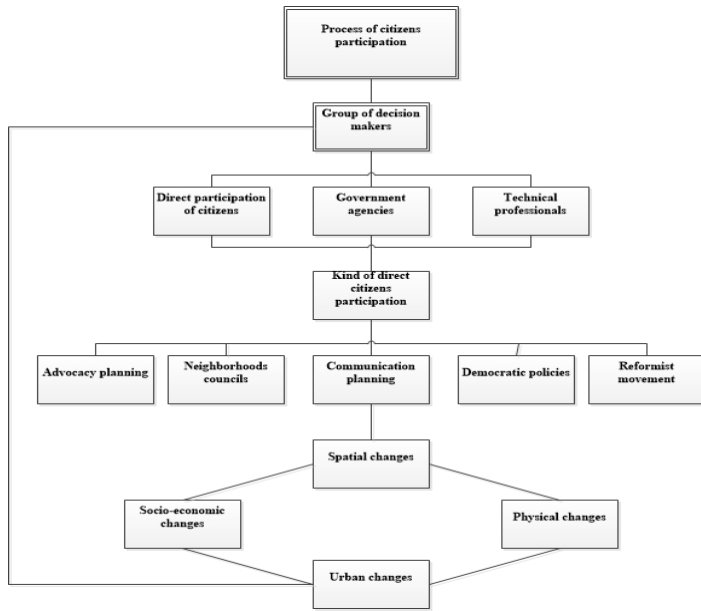 Process of citizens
participation
Group of decision
makers
Direct participation
of citizens
Government
agencies
Technical
professionals
Kind of direct
citizens
participation
Advocacy planning
Neighborhoods
councils
Communication
planning
Democratic policies
Reformist
movement
Spatial changes
Socio-economic
changes
Physical changes
Urban changes